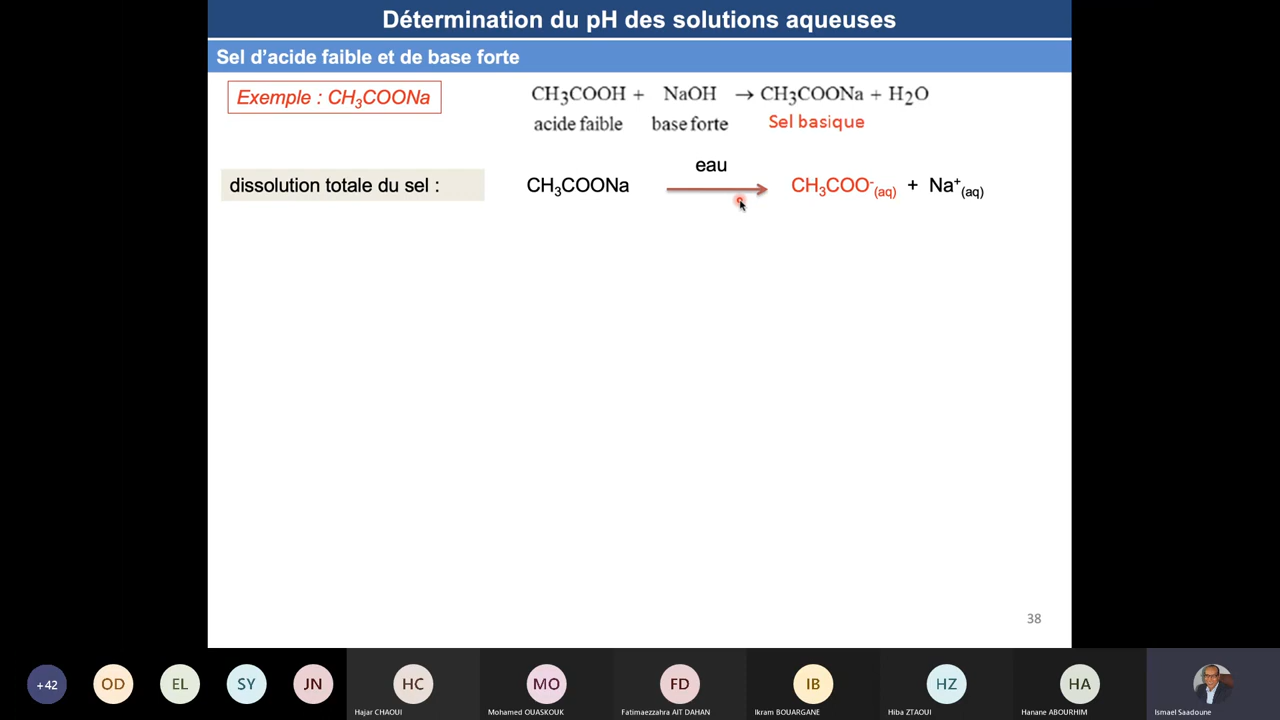 Détermination du pH des solutions aqueuses
Sel d'acide faible et de base forte
Exemple : CH₃COONa
CH₃COOH + NaOH → CH₃COONa + H₂O
acide faible base forte Sel basique
eau
dissolution totale du sel : CH₃COONa CH₃COO⁻(aq) + Na⁺(aq)
38
+42 OD EL SY JN HC MO FD IB HZ HA
Hajar CHAOUI Mohamed OUASKOUK Fatimaezzahra AIT DAHAN Ikram BOUARGANE Hiba ZTAOUI Hanane ABOURHIM Ismael Saadoune